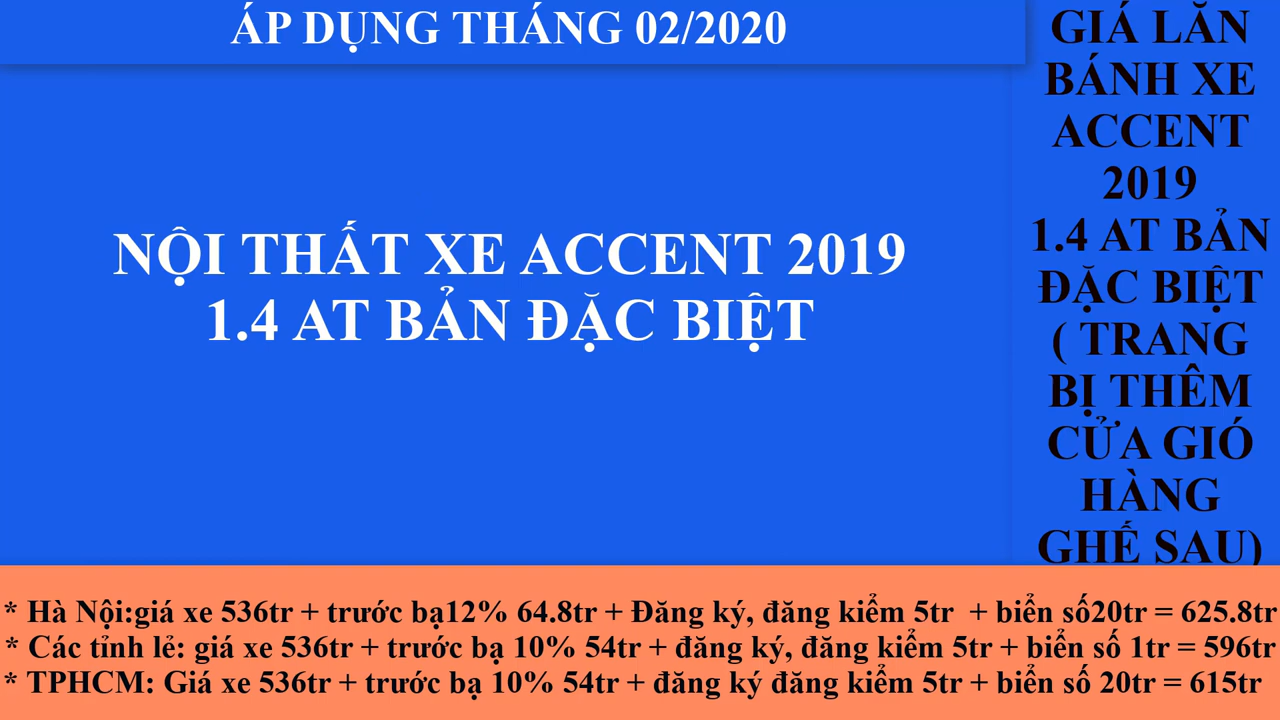 ÁP DỤNG THÁNG 02/2020
NỘI THẤT XE ACCENT 2019
1.4 AT BẢN ĐẶC BIỆT
GIÁ LĂN
BÁNH XE
ACCENT
2019
1.4 AT BẢN
ĐẶC BIỆT
( TRANG
BỊ THÊM
CỬA GIÓ
HÀNG
GHẾ SAU)
* Hà Nội:giá xe 536tr + trước bạ12% 64.8tr + Đăng ký, đăng kiểm 5tr + biển số20tr = 625.8tr
* Các tỉnh lẻ: giá xe 536tr + trước bạ 10% 54tr + đăng ký, đăng kiểm 5tr + biển số 1tr = 596tr
* TPHCM: Giá xe 536tr + trước bạ 10% 54tr + đăng ký đăng kiểm 5tr + biển số 20tr = 615tr